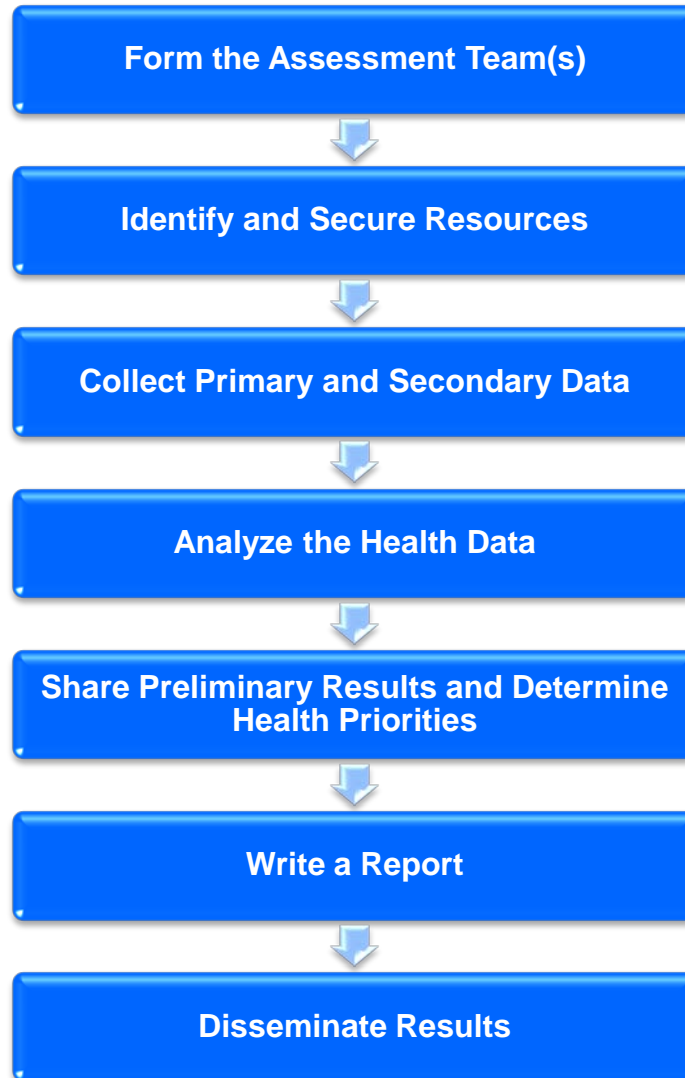 Form the Assessment Team(s)
Identify and Secure Resources
Collect Primary and Secondary Data
Analyze the Health Data
Share Preliminary Results and Determine
Health Priorities
Write a Report
Disseminate Results